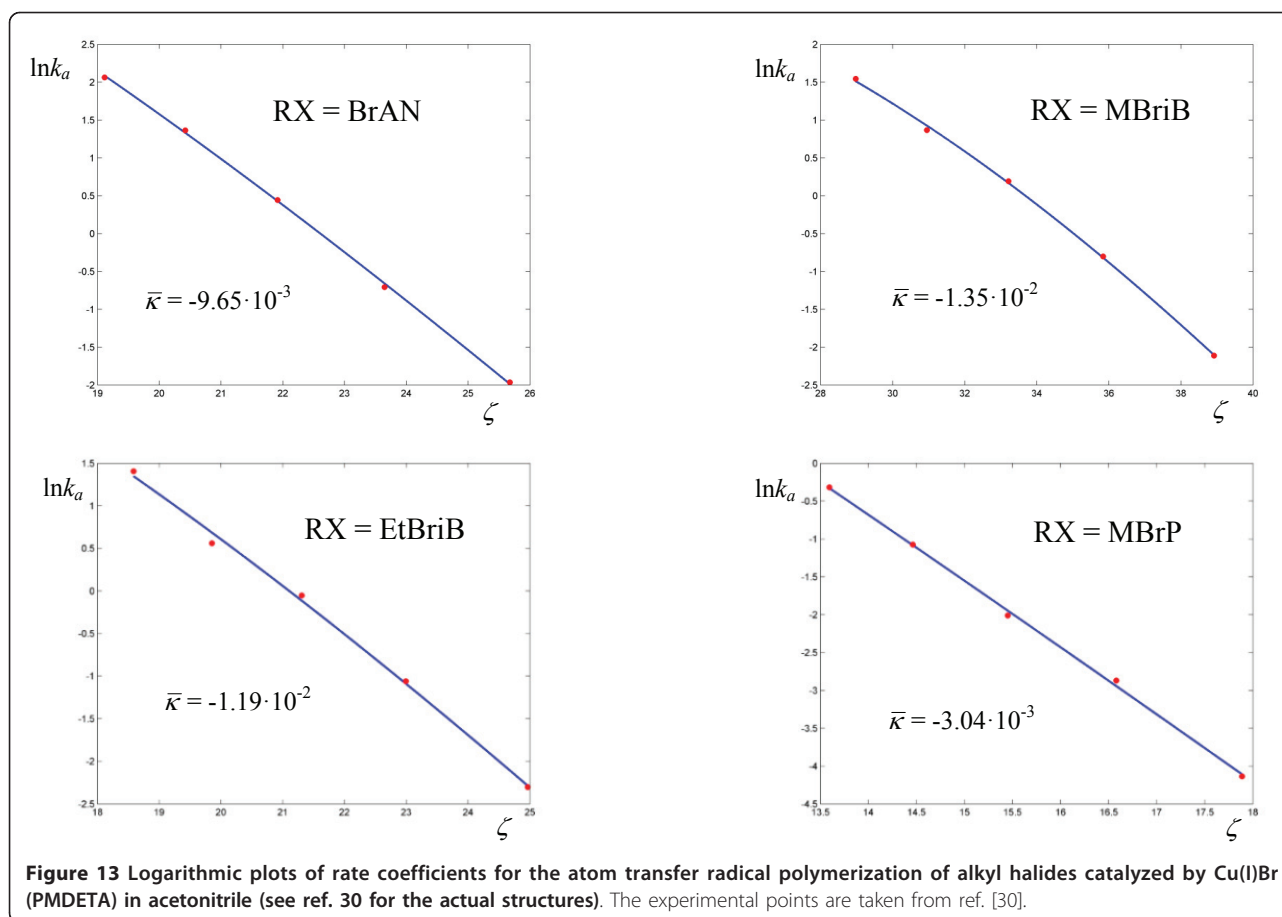 2.5
ln kₐ
2
1.5
1
0.5
0
-0.5
-1
-1.5
-2
RX = BrAN
κ̅ = -9.65·10⁻³
19 20 21 22 23 24 25 26
ζ
2
ln kₐ
1.5
1
0.5
0
-0.5
-1
-1.5
-2
-2.5
RX = MBriB
κ̅ = -1.35·10⁻²
28 30 32 34 36 38 40
ζ
1.5
ln kₐ
1
0.5
0
-0.5
-1
-1.5
-2
-2.5
RX = EtBriB
κ̅ = -1.19·10⁻²
18 19 20 21 22 23 24 25
ζ
0
ln kₐ
-0.5
-1
-1.5
-2
-2.5
-3
-3.5
-4
-4.5
RX = MBrP
κ̅ = -3.04·10⁻³
13.5 14 14.5 15 15.5 16 16.5 17 17.5 18
ζ
Figure 13 Logarithmic plots of rate coefficients for the atom transfer radical polymerization of alkyl halides catalyzed by Cu(I)Br
(PMDETA) in acetonitrile (see ref. 30 for the actual structures). The experimental points are taken from ref. [30].